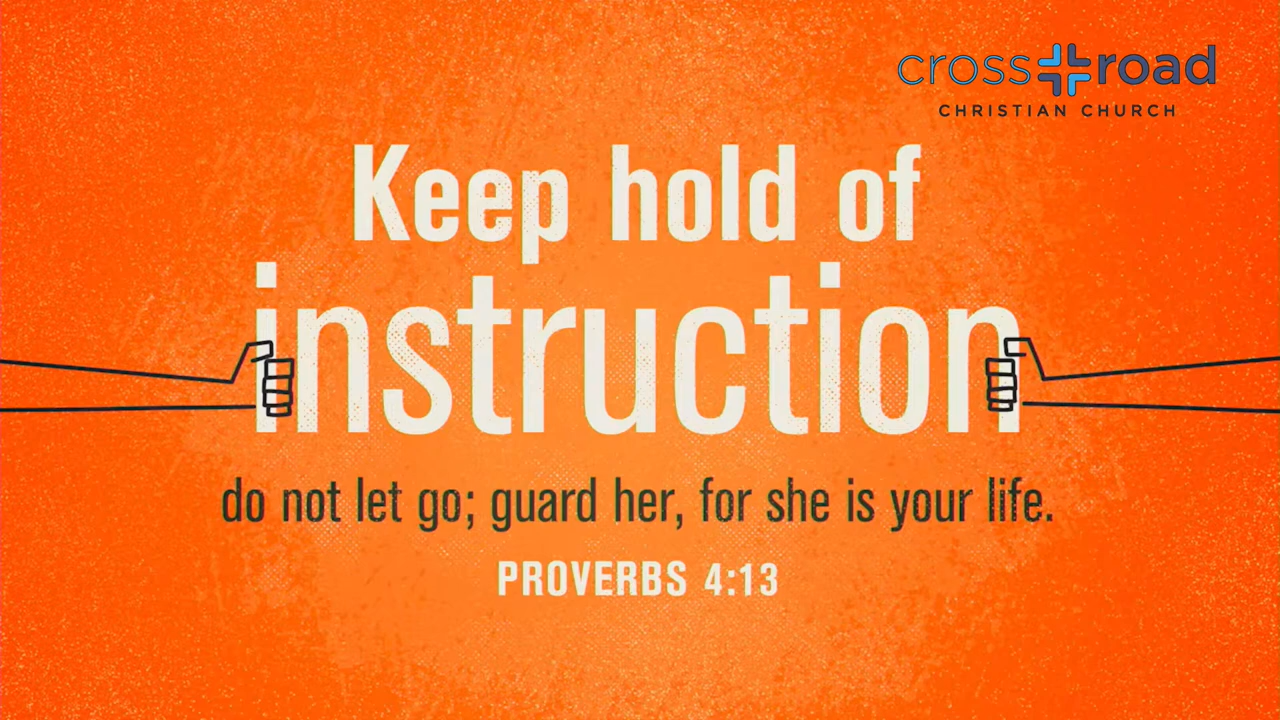 cross road
CHRISTIAN CHURCH
Keep hold of
instruction
do not let go; guard her, for she is your life.
PROVERBS 4:13